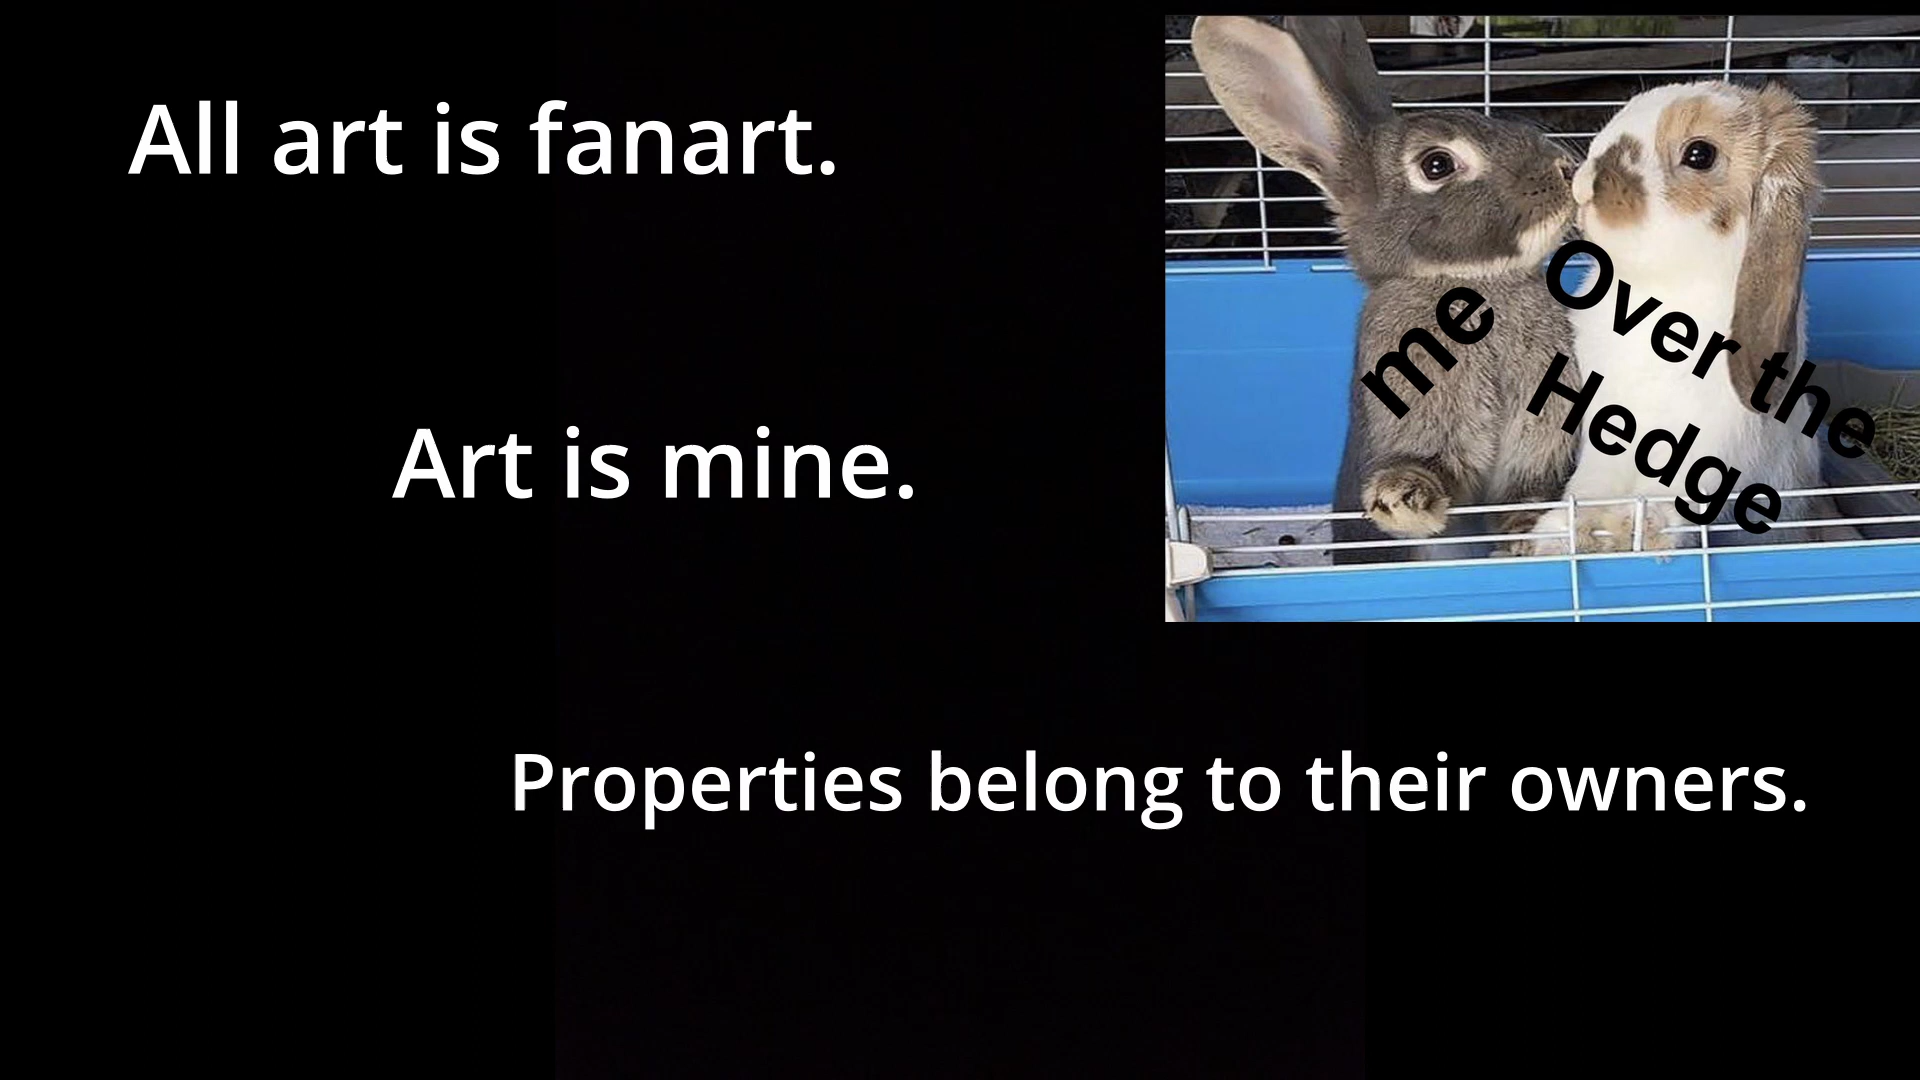 All art is fanart.
Art is mine.
Properties belong to their owners.
me
Over the
Hedge